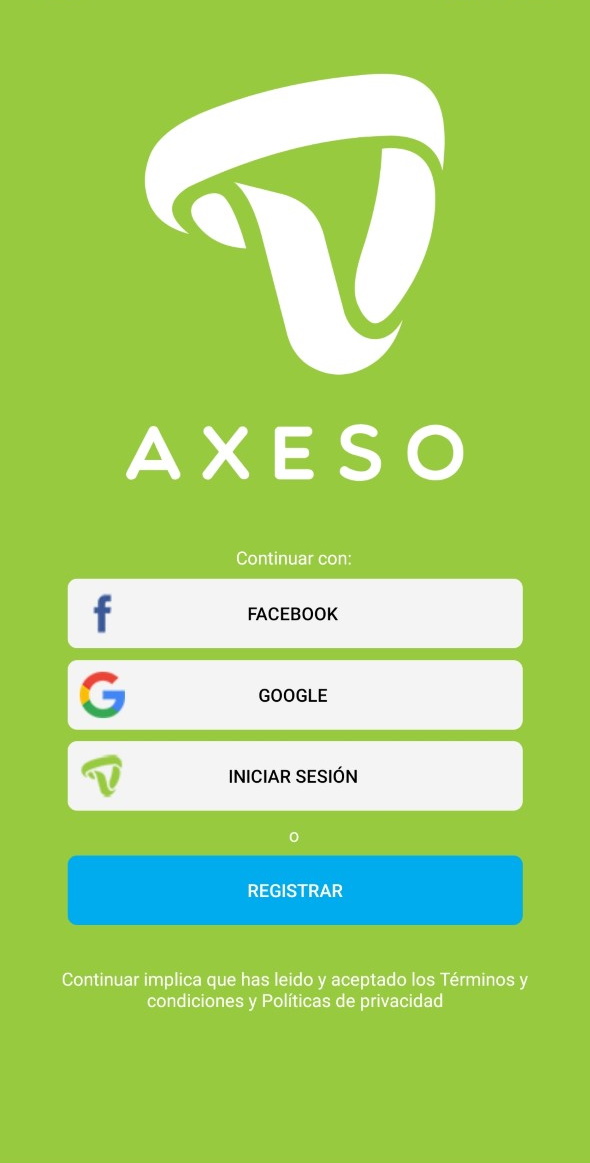 AXESO
Continuar con:
FACEBOOK
GOOGLE
INICIAR SESIÓN
o
REGISTRAR
Continuar implica que has leido y aceptado los Términos y
condiciones y Políticas de privacidad